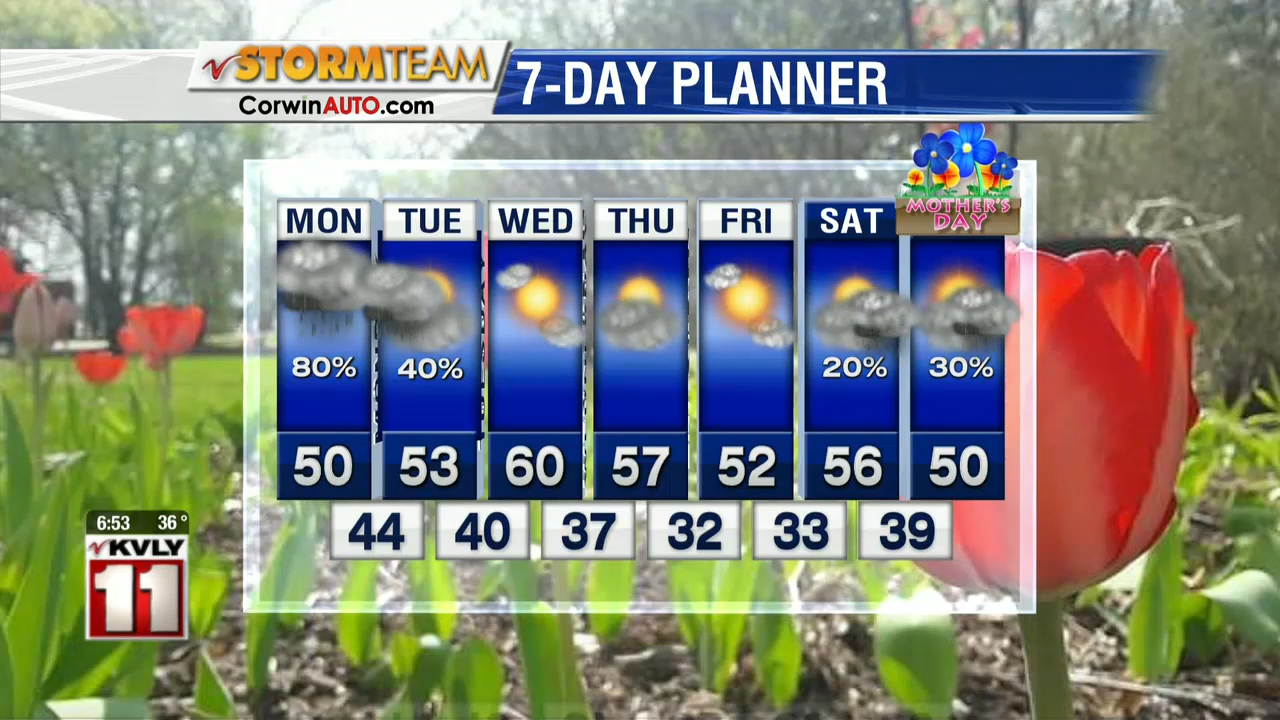 STORMTEAM
CorwinAUTO.com
7-DAY PLANNER
MON TUE WED THU FRI SAT MOTHER'S DAY
80% 40% 20% 30%
50 53 60 57 52 56 50
44 40 37 32 33 39
6:53 36°
KVLY
11